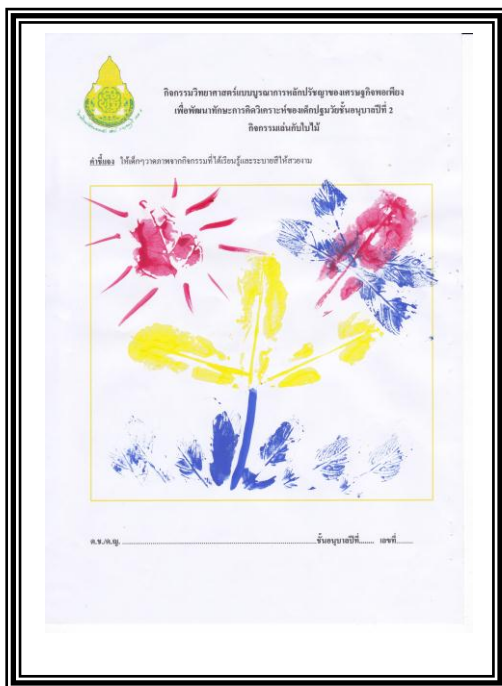 กิจกรรมวิทยาศาสตร์แบบบูรณาการหลักปรัชญาของเศรษฐกิจพอเพียง
เพื่อพัฒนาทักษะการคิดวิเคราะห์ของเด็กปฐมวัยชั้นอนุบาลปีที่ 2
กิจกรรมเล่นกับใบไม้
คำชี้แจง ให้เด็กๆวาดภาพจากกิจกรรมที่ได้เรียนรู้และระบายสีให้สวยงาม
ด.ช./ด.ญ. ........................................................................ชั้นอนุบาลปีที่....... เลขที่.......